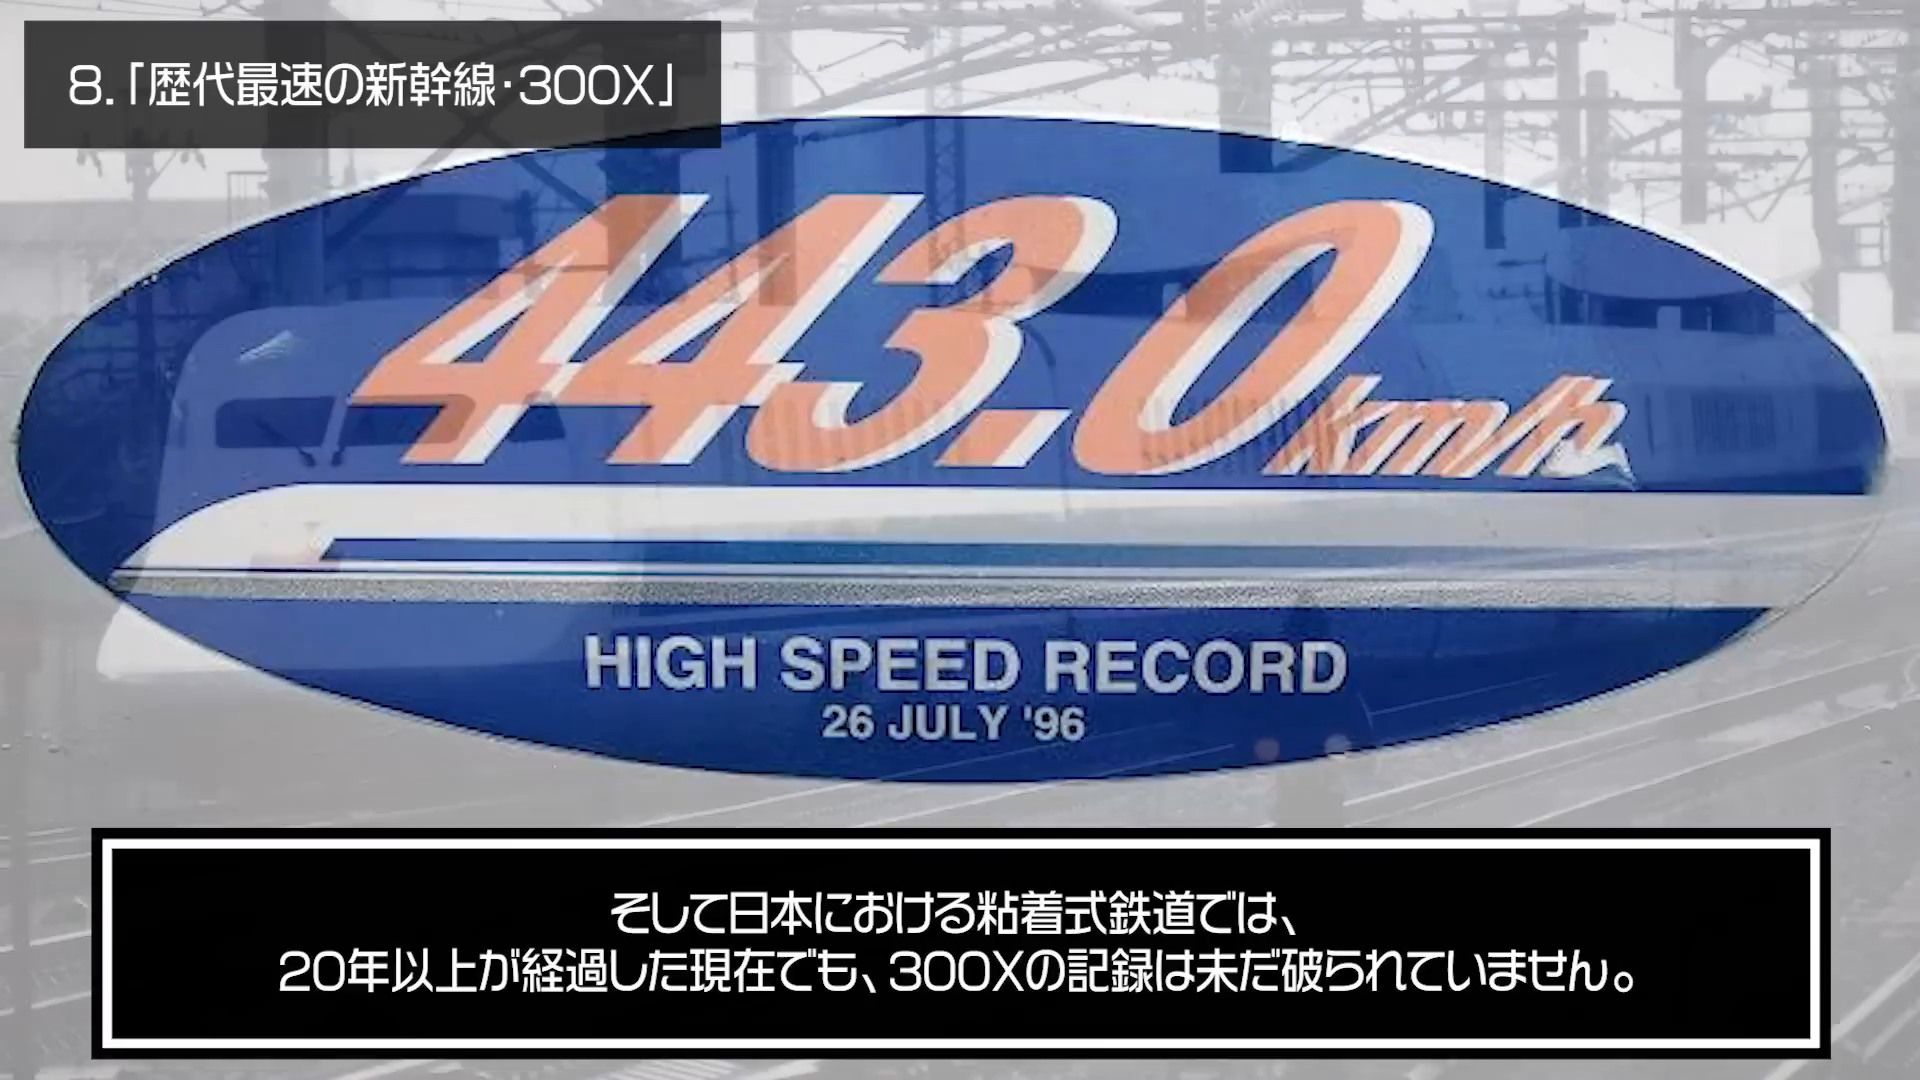 8.「歴代最速の新幹線・300X」
443.0km/h
HIGH SPEED RECORD
26 JULY '96
そして日本における粘着式鉄道では、
20年以上が経過した現在でも、300Xの記録は未だ破られていません。